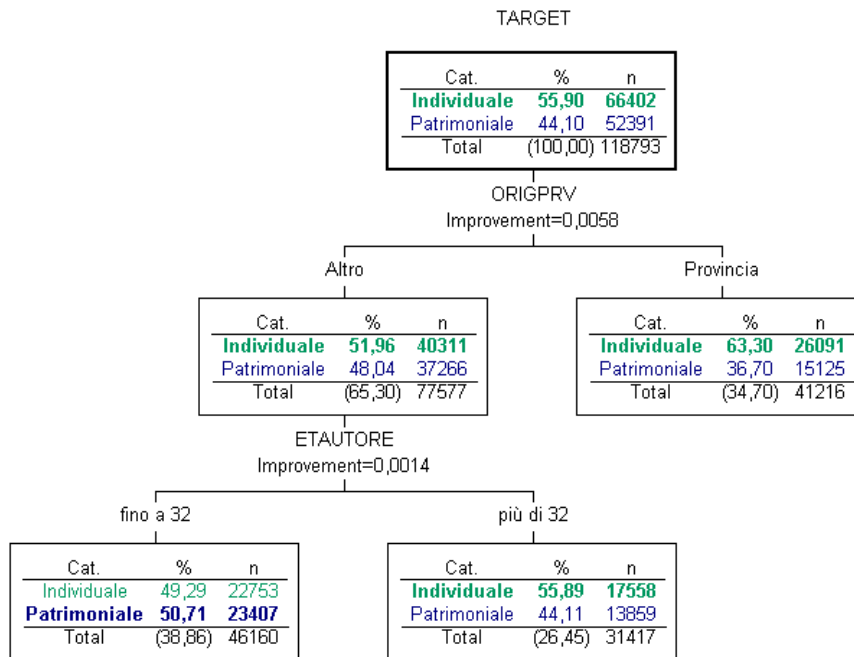 TARGET
Cat. % n
Individuale 55,90 66402
Patrimoniale 44,10 52391
Total (100,00) 118793
ORIGPRV
Improvement=0,0058
Altro
Provincia
Cat. % n
Individuale 51,96 40311
Patrimoniale 48,04 37266
Total (65,30) 77577
Cat. % n
Individuale 63,30 26091
Patrimoniale 36,70 15125
Total (34,70) 41216
ETAUTORE
Improvement=0,0014
fino a 32
più di 32
Cat. % n
Individuale 49,29 22753
Patrimoniale 50,71 23407
Total (38,86) 46160
Cat. % n
Individuale 55,89 17558
Patrimoniale 44,11 13859
Total (26,45) 31417